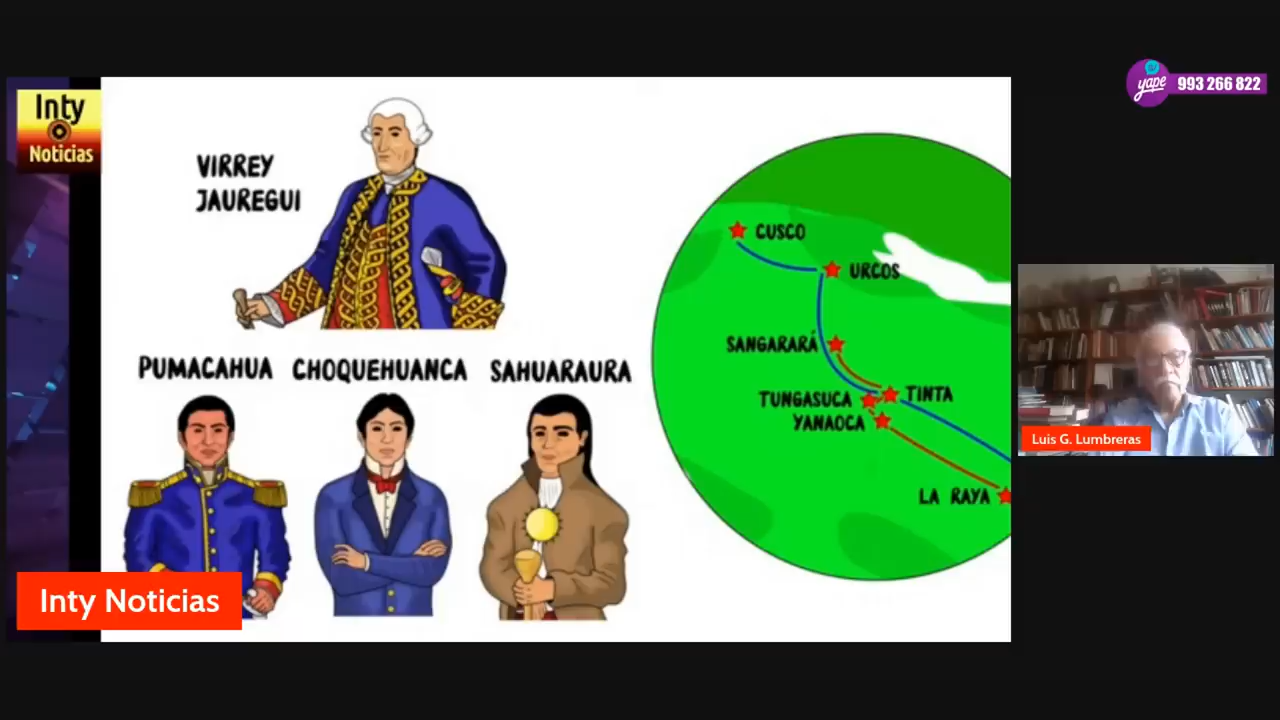 Inty
Noticias
yape 993 266 822
VIRREY
JAUREGUI
PUMACAHUA CHOQUEHUANCA SAHUARAURA
CUSCO
URCOS
SANGARARÁ
TINTA
TUNGASUCA
YANAOCA
LA RAYA
Luis G. Lumbreras
Inty Noticias